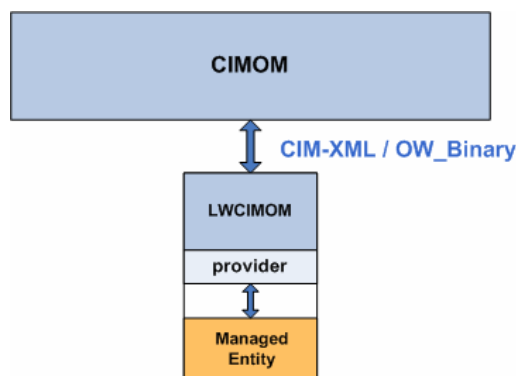 CIMOM
CIM-XML / OW_Binary
LWCIMOM
provider
Managed
Entity